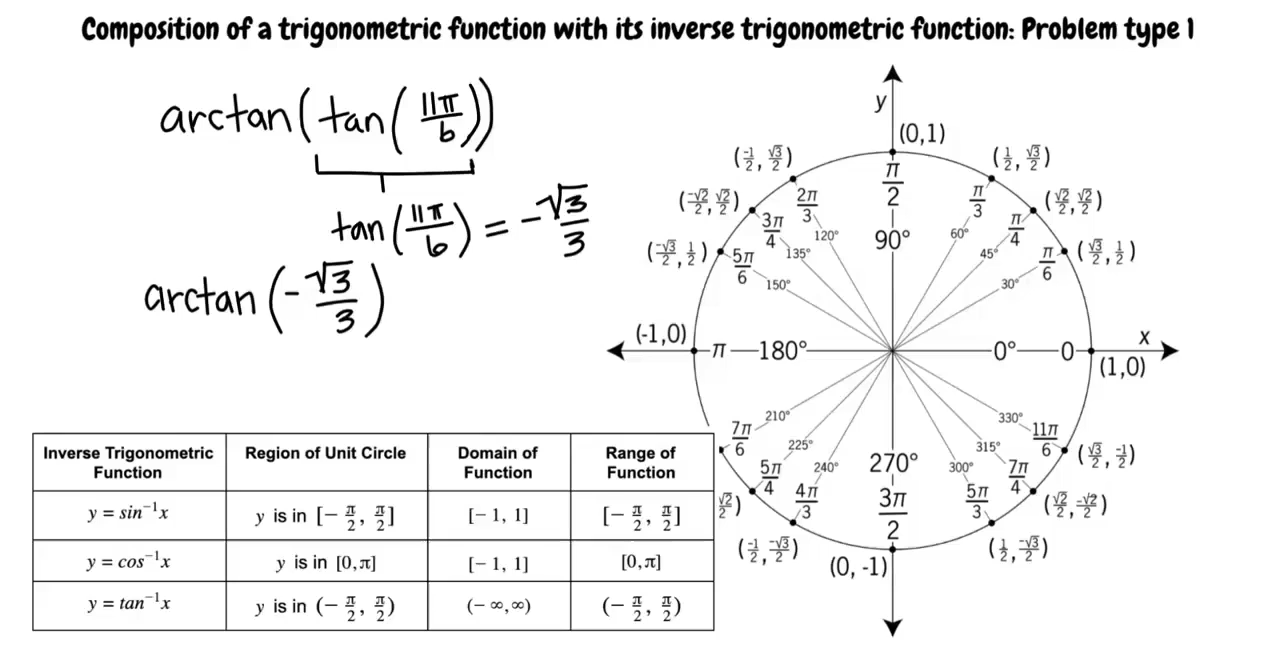 Composition of a trigonometric function with its inverse trigonometric function: Problem type 1
arctan(tan(11π/6))
tan(11π/6) = -√3/3
arctan(-√3/3)
Inverse Trigonometric Function | Region of Unit Circle | Domain of Function | Range of Function
y = sin⁻¹x | y is in [-π/2, π/2] | [-1, 1] | [-π/2, π/2]
y = cos⁻¹x | y is in [0,π] | [-1, 1] | [0,π]
y = tan⁻¹x | y is in (-π/2, π/2) | (-∞,∞) | (-π/2, π/2)
y
(0,1)
(-1/2, √3/2)
(1/2, √3/2)
(-√2/2, √2/2)
(√2/2, √2/2)
(-√3/2, 1/2)
(√3/2, 1/2)
π/2
2π/3
π/3
3π/4
π/4
5π/6
π/6
120°
90°
60°
135°
45°
150°
30°
(-1,0)
π
180°
0°
0
x
(1,0)
210°
330°
7π/6
11π/6
225°
315°
240°
270°
300°
5π/4
7π/4
4π/3
3π/2
5π/3
(√3/2, -1/2)
√2/2)
(√2/2, -√2/2)
(-1/2, -√3/2)
(1/2, -√3/2)
(0, -1)